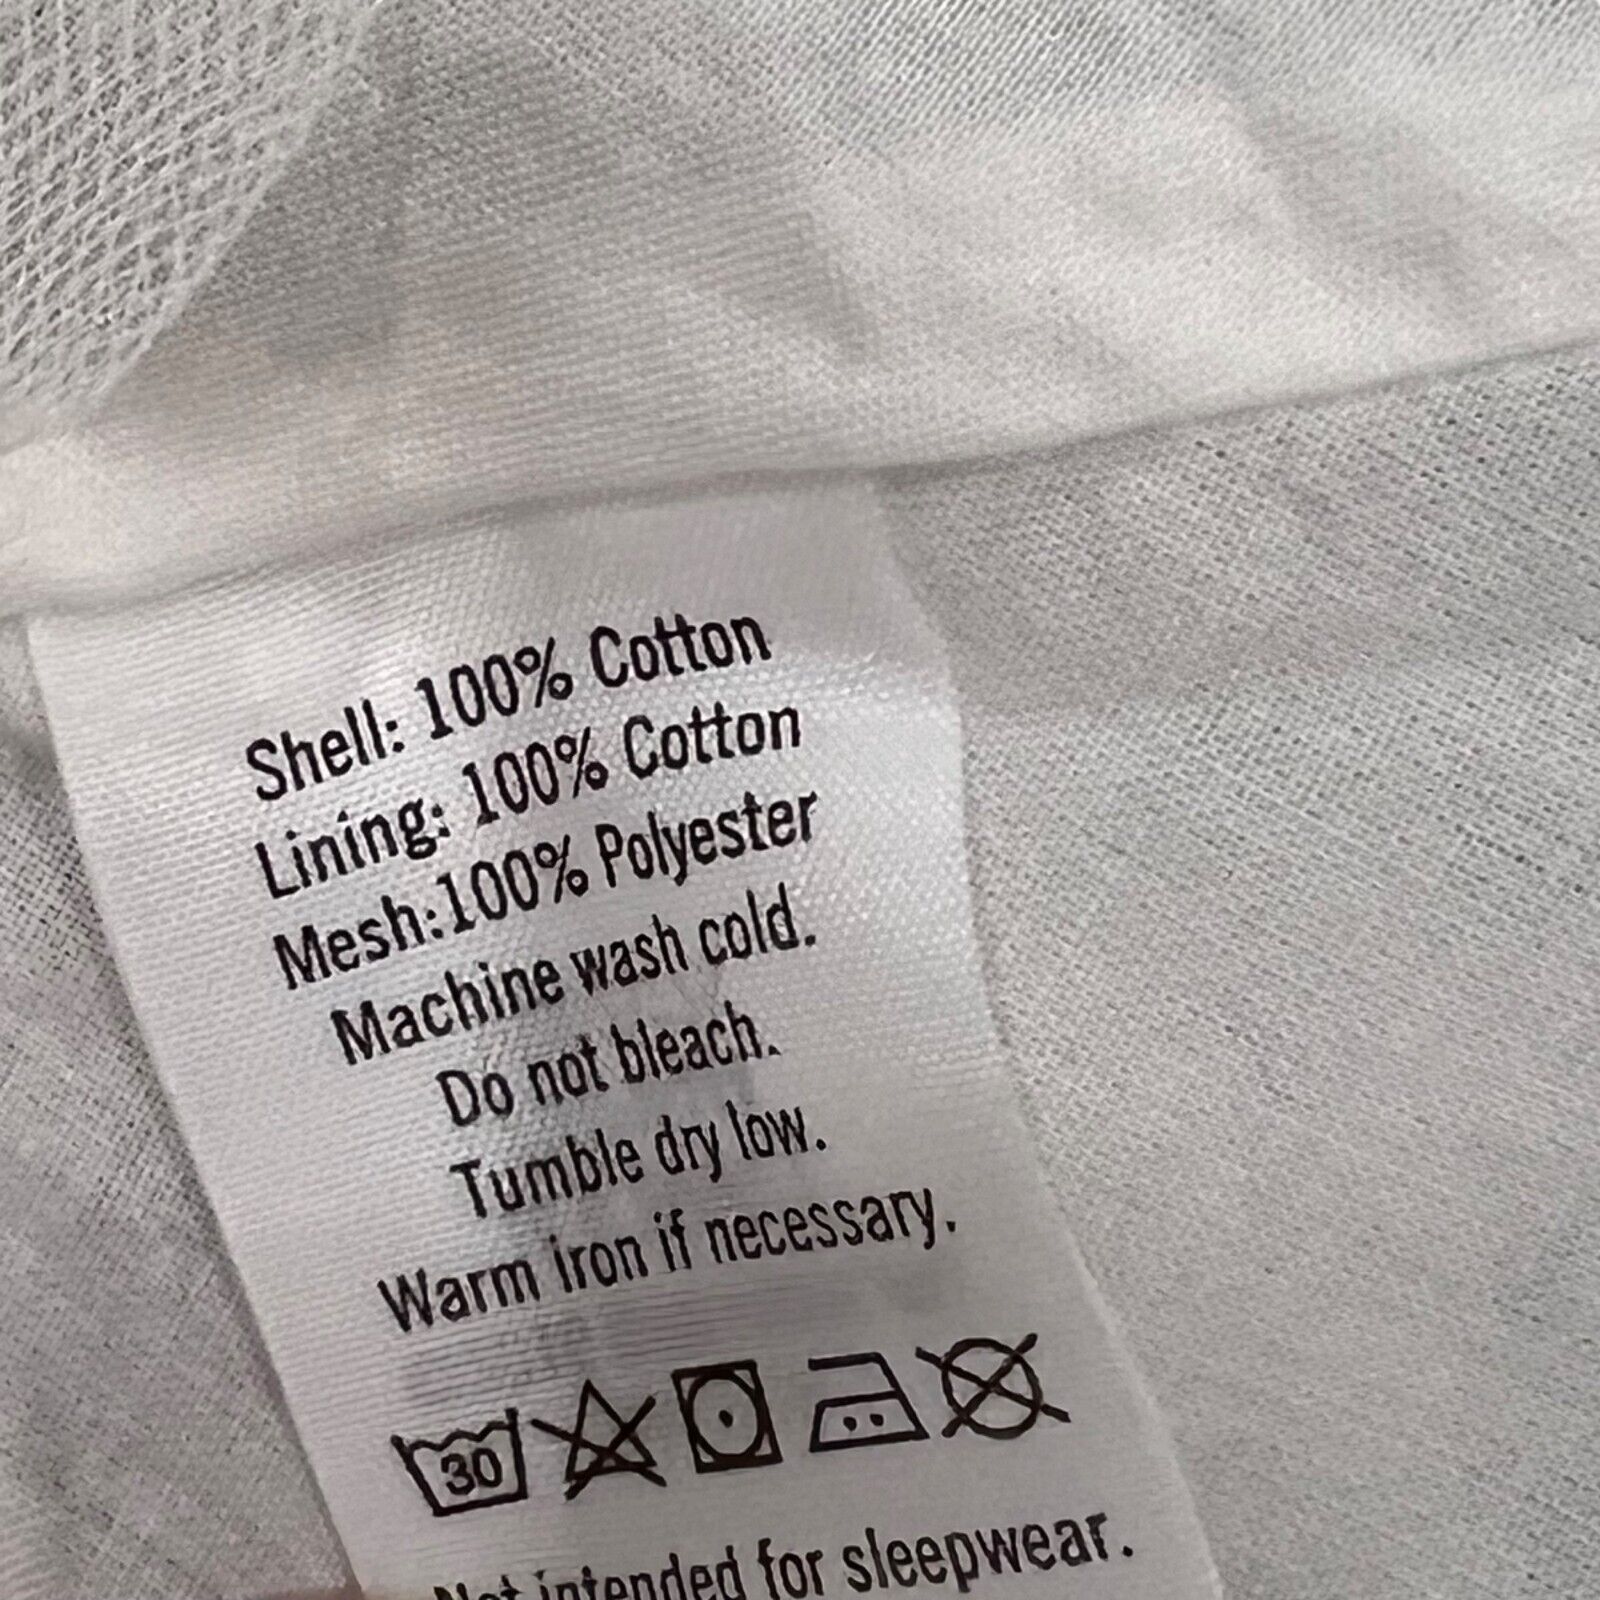 Shell: 100% Cotton
Lining: 100% Cotton
Mesh:100% Polyester
Machine wash cold.
Do not bleach.
Tumble dry low.
Warm iron if necessary.
30
Not intended for sleepwear.